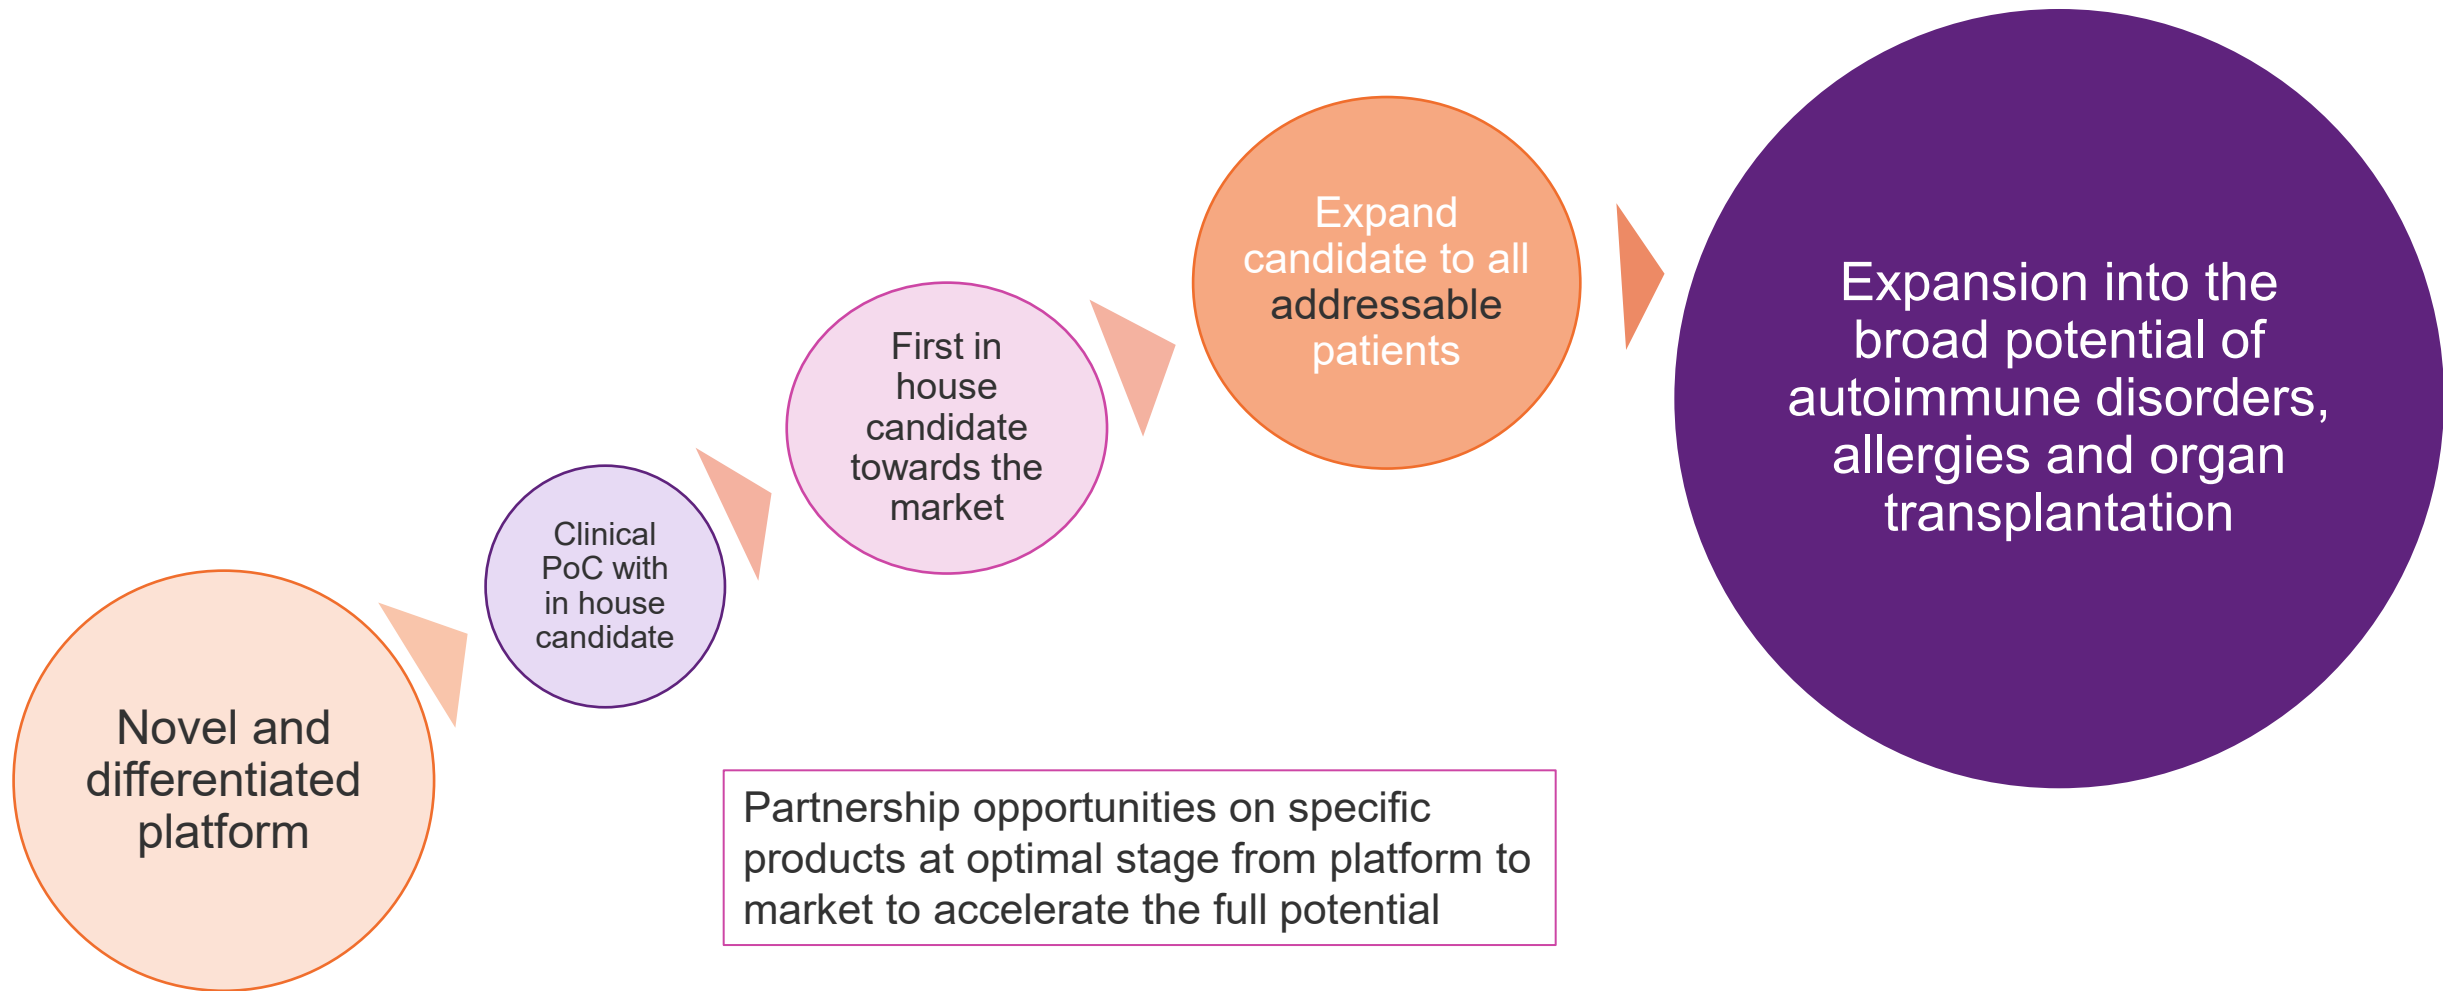 Novel and
differentiated
platform
Clinical
PoC with
in house
candidate
First in
house
candidate
towards the
market
Expand
candidate to all
addressable
patients
Expansion into the
broad potential of
autoimmune disorders,
allergies and organ
transplantation
Partnership opportunities on specific
products at optimal stage from platform to
market to accelerate the full potential